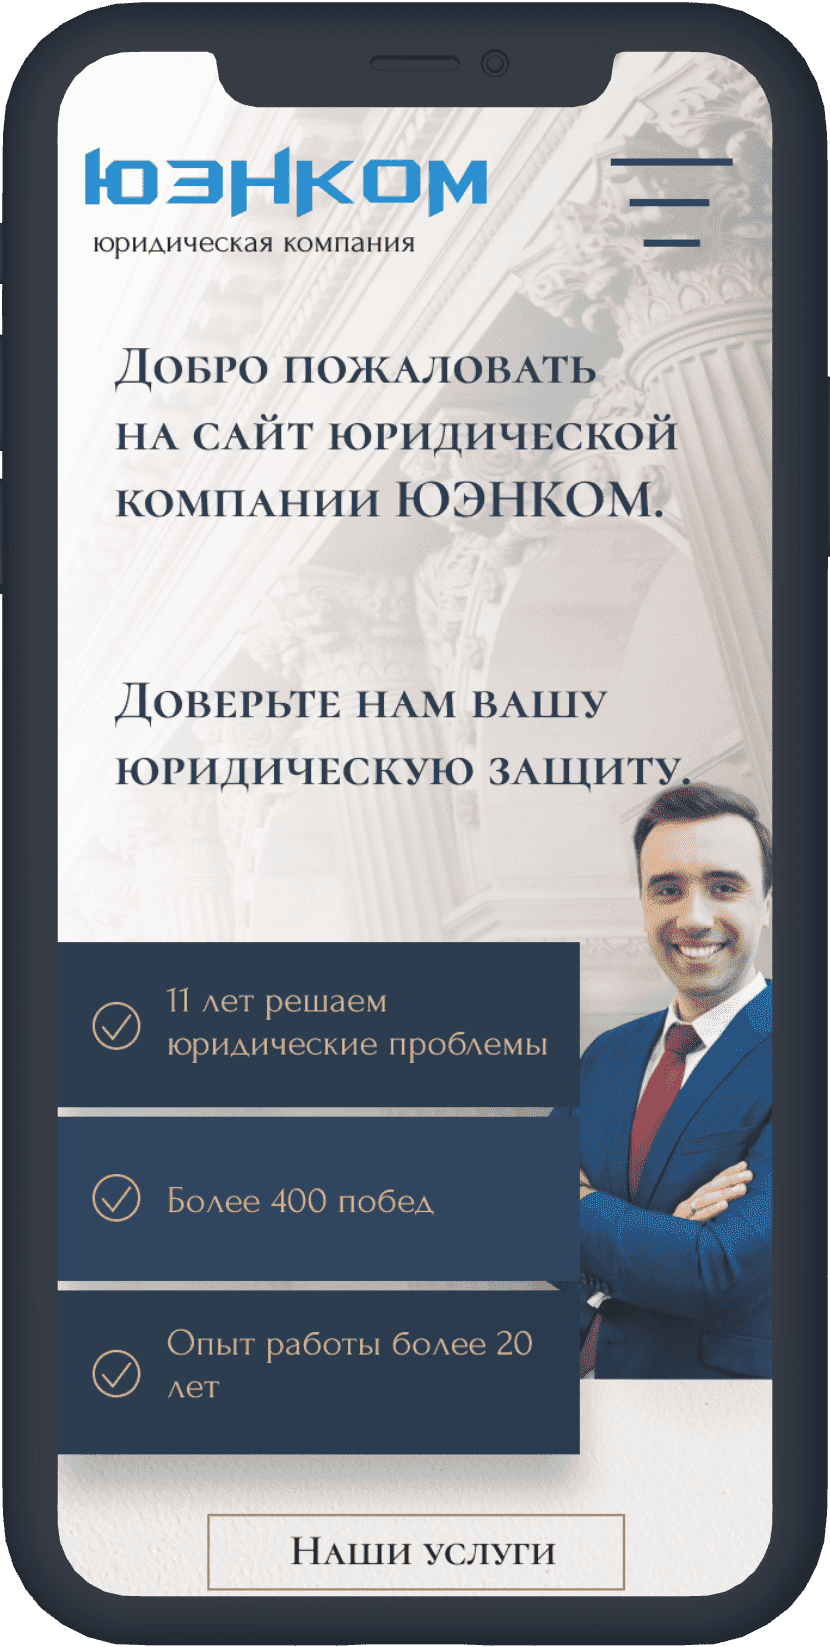 ЮЭНКОМ
юридическая компания
Добро пожаловать
на сайт юридической
компании ЮЭНКОМ.
Доверьте нам вашу
юридическую защиту.
11 лет решаем
юридические проблемы
Более 400 побед
Опыт работы более 20
лет
Наши услуги